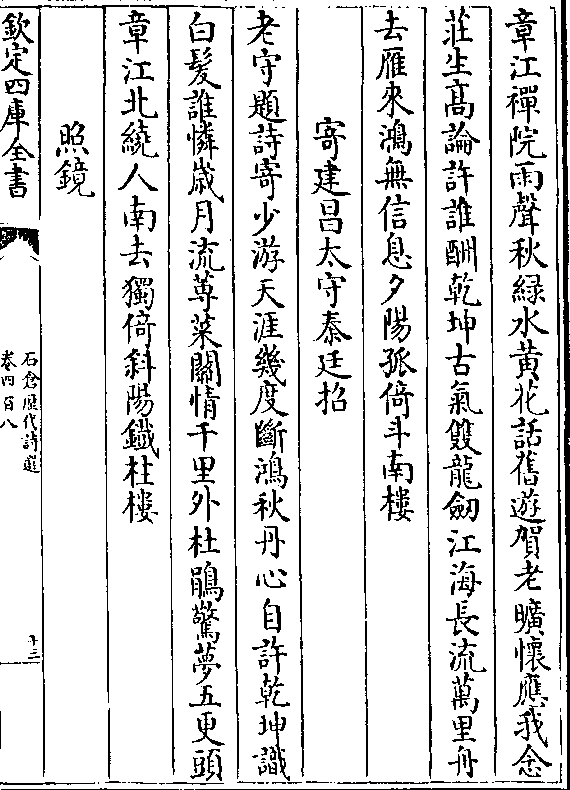 章江禪院雨聲秋綠水黄花話舊遊賀老曠懷應我念
莊生髙論許誰酬乾坤古氣雙龍劒江海長流萬里舟
去雁來鴻無信息夕陽孤倚斗南樓
寄建昌太守秦廷招
老守題詩寄少游天涯幾度斷鴻秋丹心自許乾坤識
白髮誰憐歳月流蓴菜闗情千里外杜鵑驚夢五更頭
章江北繞人南去獨倚斜陽鐵柱樓
照鏡
欽定四庫全書
石倉歴代詩選
卷四百八
十三